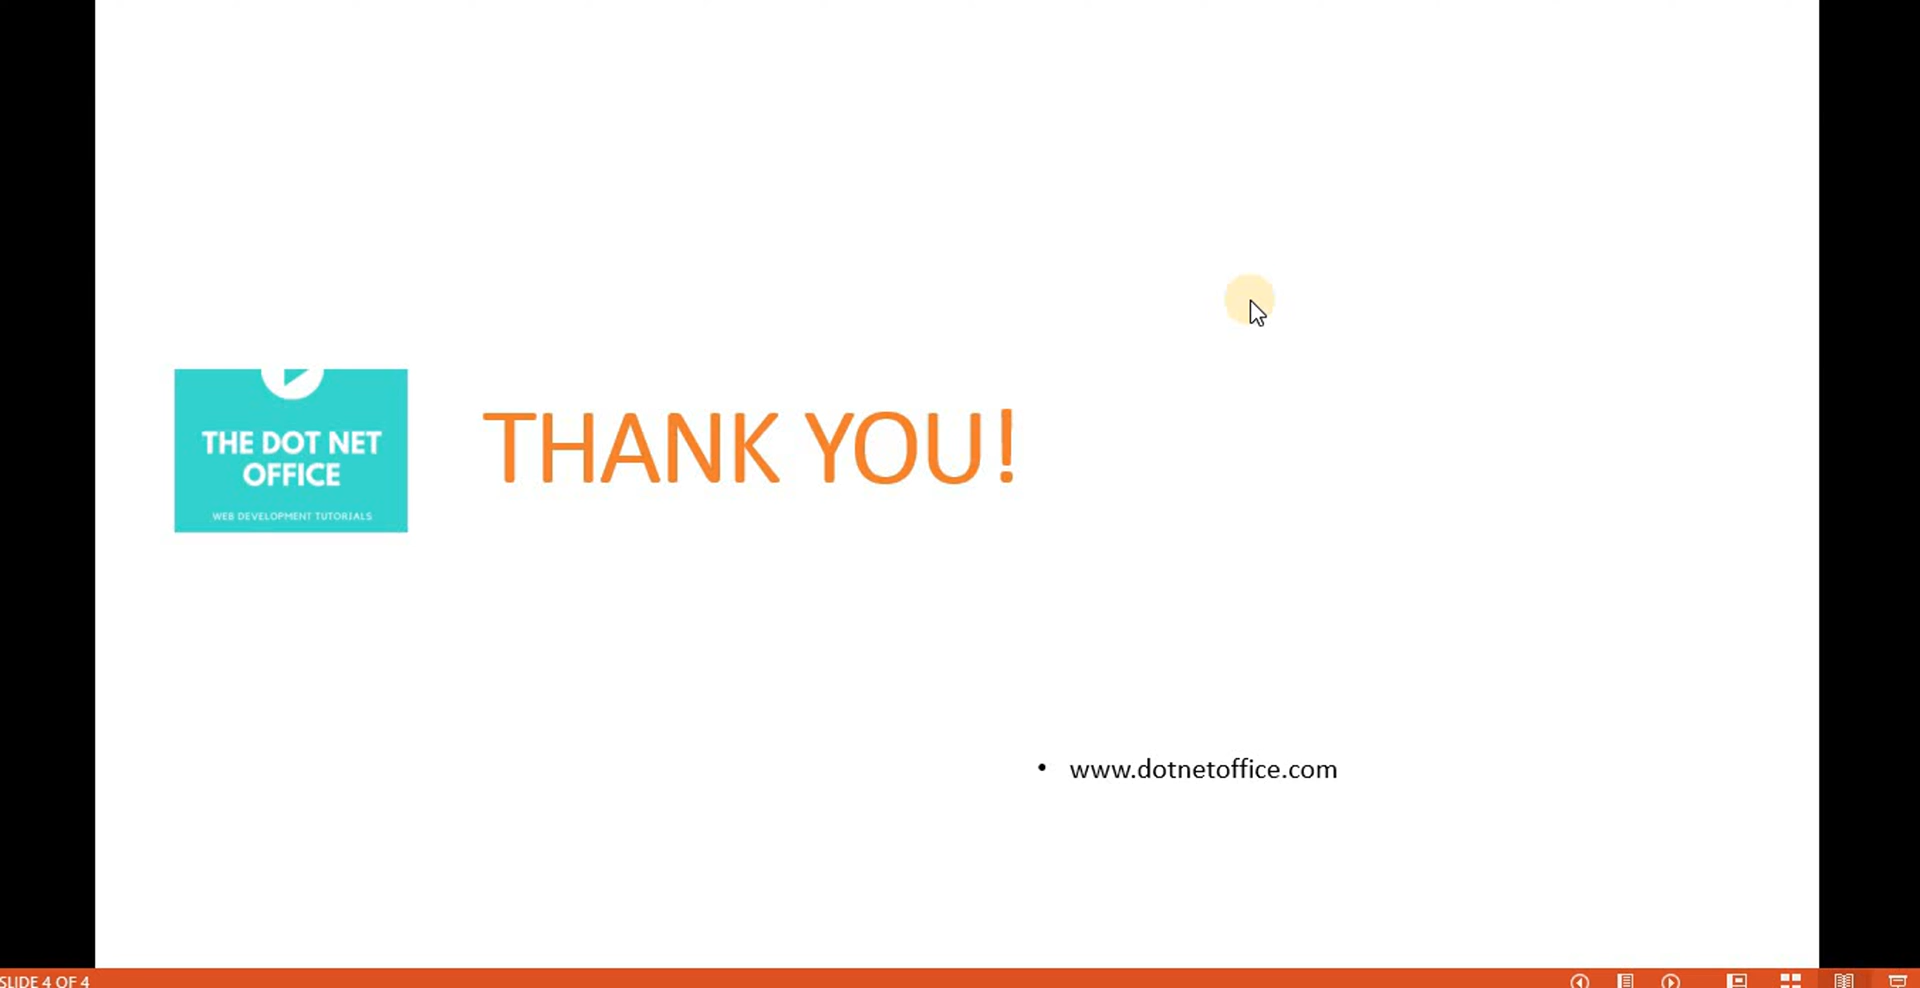 THE DOT NET
OFFICE
WEB DEVELOPMENT TUTORIALS
THANK YOU!
• www.dotnetoffice.com
SLIDE 4 OF 4